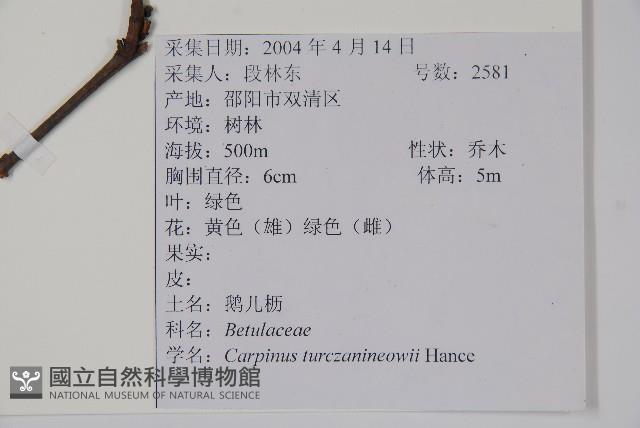 采集日期：2004 年 4 月 14 日
采集人：段林东 号数：2581
产地：邵阳市双清区
环境：树林
海拔：500m 性状：乔木
胸围直径：6cm 体高：5m
叶：绿色
花：黄色（雄）绿色（雌）
果实：
皮：
土名：鹅儿枥
科名：Betulaceae
学名：Carpinus turczanineowii Hance
國立自然科學博物館
NATIONAL MUSEUM OF NATURAL SCIENCE